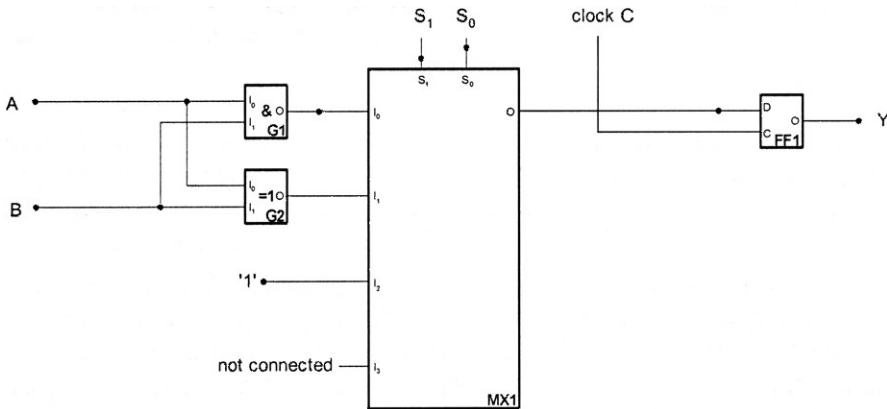 S1 S0 clock C
S1 S0
A
I0 & O
I1 G1
I0 O D
O Y
C FF1
I0 =1 O
I1 G2
I1
B
'1' I2
not connected I3
MX1